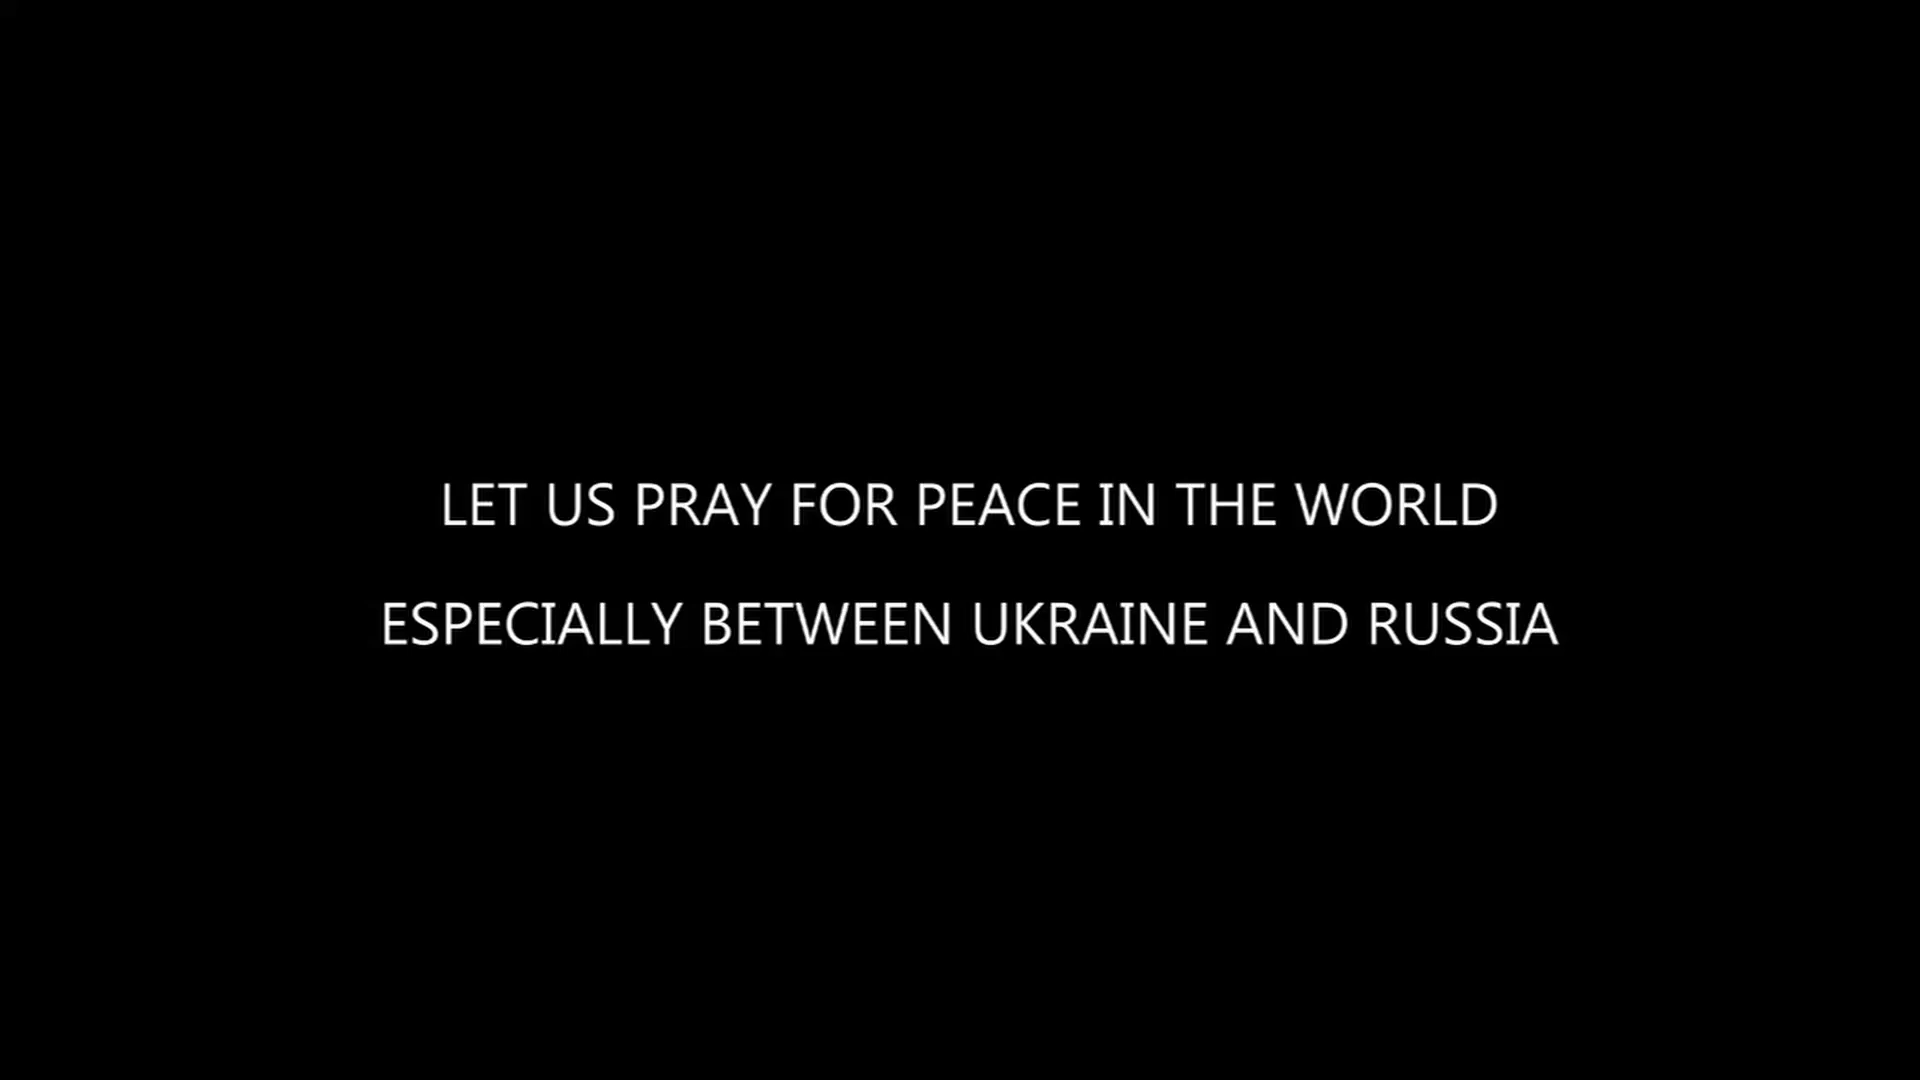 LET US PRAY FOR PEACE IN THE WORLD
ESPECIALLY BETWEEN UKRAINE AND RUSSIA